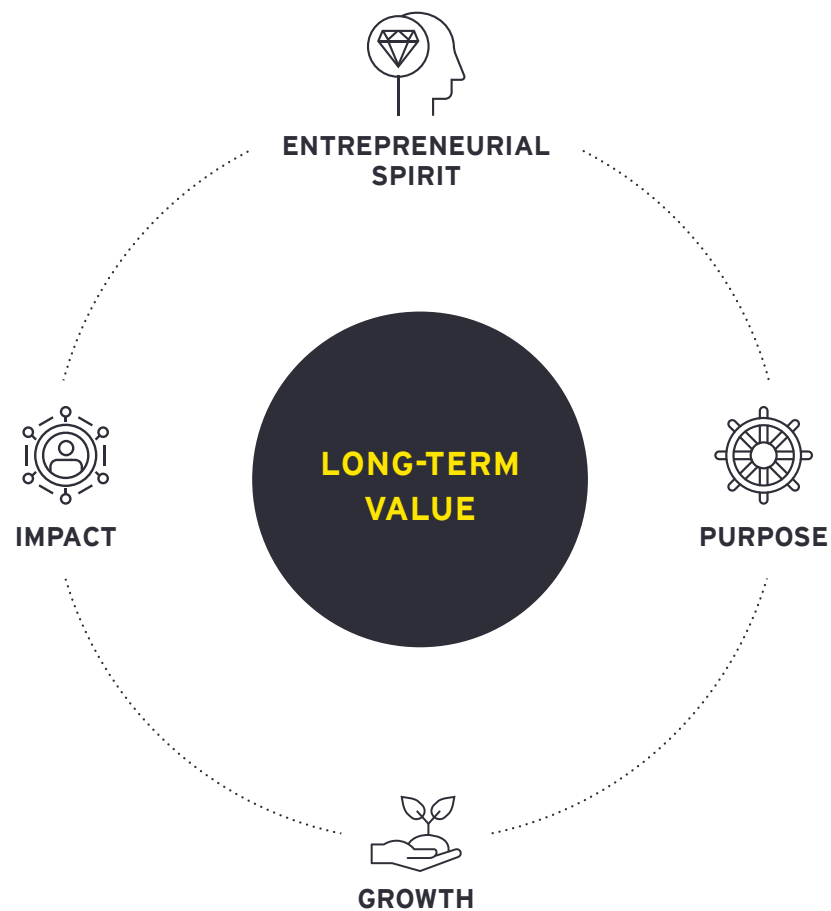 ENTREPRENEURIAL
SPIRIT
LONG-TERM
VALUE
IMPACT
PURPOSE
GROWTH